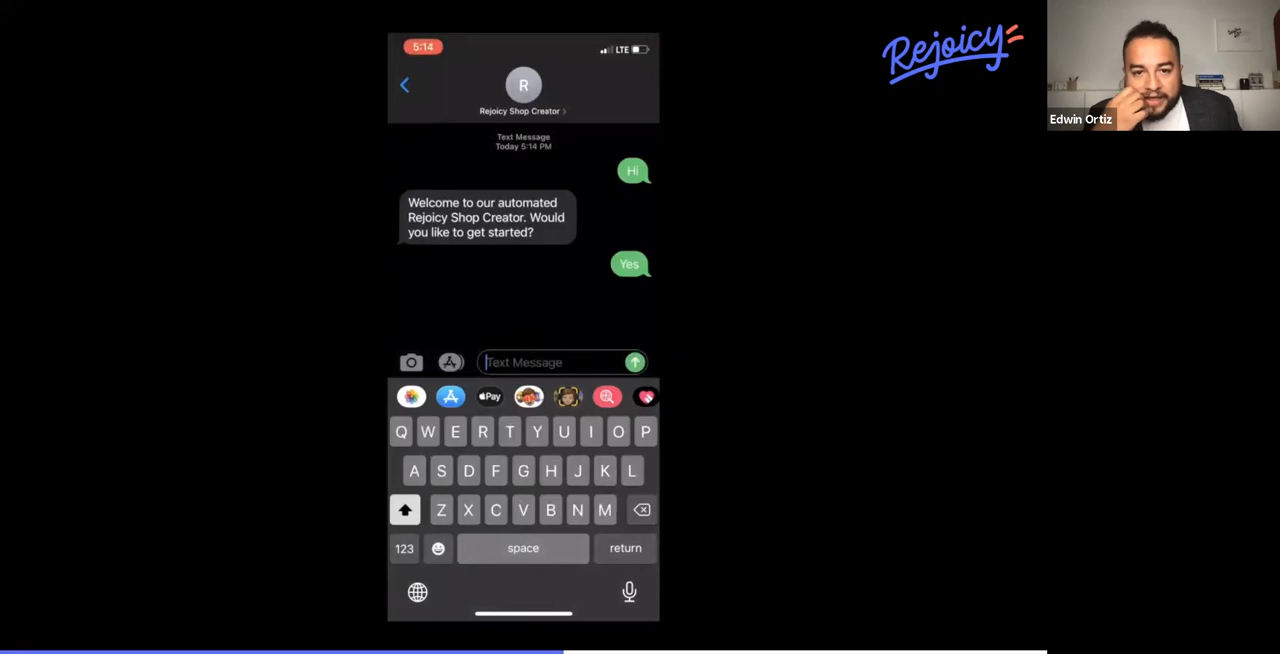 5:14
LTE
R
Rejoicy Shop Creator
Text Message
Today 5:14 PM
Hi
Welcome to our automated
Rejoicy Shop Creator. Would
you like to get started?
Yes
Text Message
Pay
Q W E R T Y U I O P
A S D F G H J K L
Z X C V B N M
123 space return
Rejoicy
Edwin Ortiz